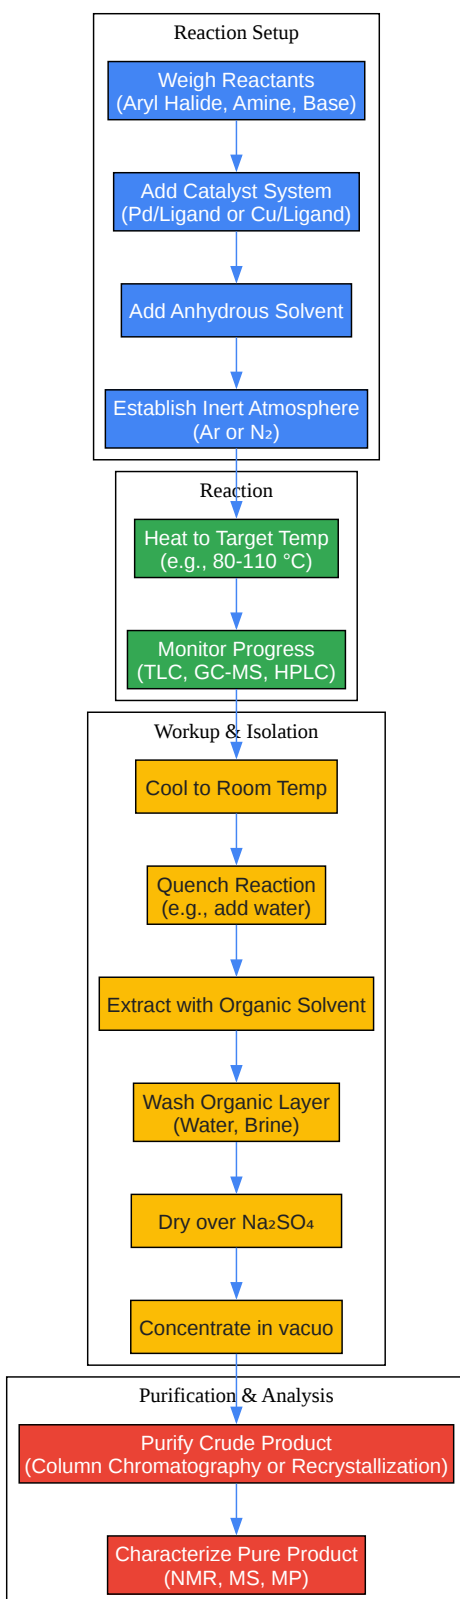 Reaction Setup
Weigh Reactants
(Aryl Halide, Amine, Base)
Add Catalyst System
(Pd/Ligand or Cu/Ligand)
Add Anhydrous Solvent
Establish Inert Atmosphere
(Ar or N₂)
Reaction
Heat to Target Temp
(e.g., 80-110 °C)
Monitor Progress
(TLC, GC-MS, HPLC)
Workup & Isolation
Cool to Room Temp
Quench Reaction
(e.g., add water)
Extract with Organic Solvent
Wash Organic Layer
(Water, Brine)
Dry over Na₂SO₄
Concentrate in vacuo
Purification & Analysis
Purify Crude Product
(Column Chromatography or Recrystallization)
Characterize Pure Product
(NMR, MS, MP)